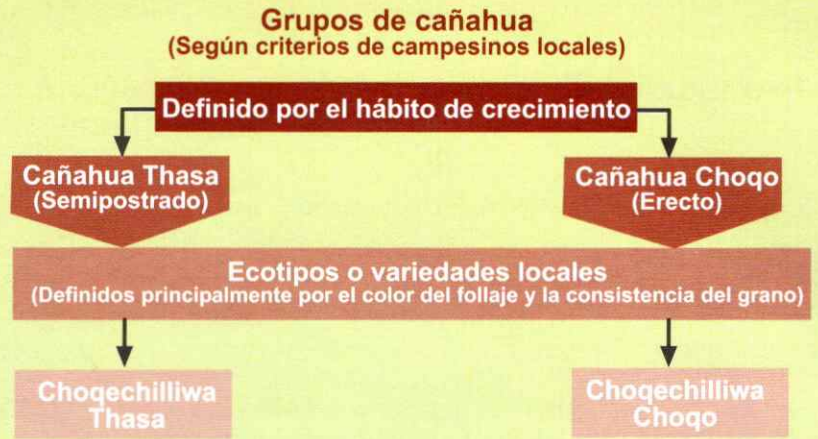 Grupos de cañahua
(Según criterios de campesinos locales)
Definido por el hábito de crecimiento
Cañahua Thasa
(Semipostrado)
Cañahua Choqo
(Erecto)
Ecotipos o variedades locales
(Definidos principalmente por el color del follaje y la consistencia del grano)
Choqechilliwa
Thasa
Choqechilliwa
Choqo